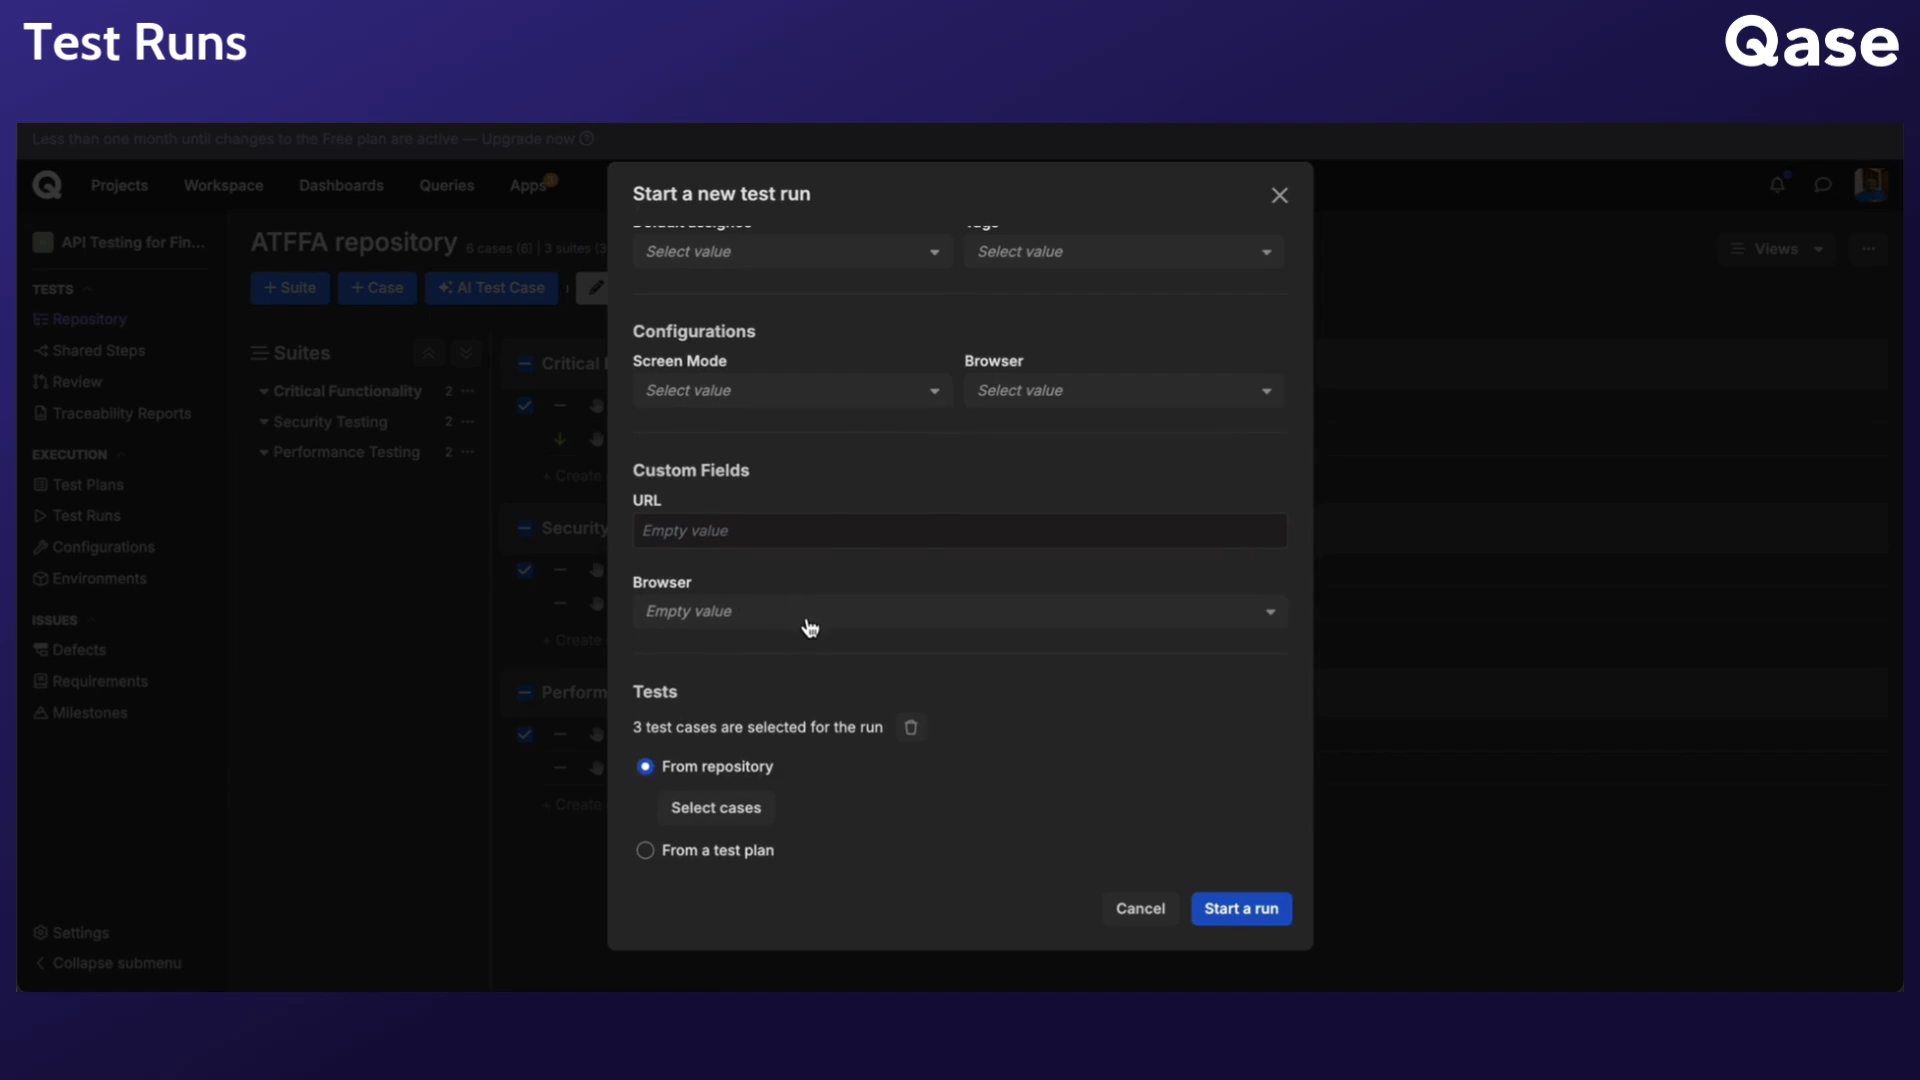 Test Runs
Qase
Less than one month until changes to the Free plan are active — Upgrade now
Projects
Workspace
Dashboards
Queries
Apps
Start a new test run
API Testing for Fin...
ATFFA repository
6 cases (6) | 3 suites (3
Default assignee
Tags
Select value
Select value
Views
+ Suite
+ Case
AI Test Case
TESTS
Repository
Shared Steps
Review
Traceability Reports
EXECUTION
Test Plans
Test Runs
Configurations
Environments
ISSUES
Defects
Requirements
Milestones
Settings
Collapse submenu
Suites
Critical Functionality 2
Security Testing 2
Performance Testing 2
Critical
+ Create
Security
+ Create
Perform
+ Create
Configurations
Screen Mode
Browser
Select value
Select value
Custom Fields
URL
Empty value
Browser
Empty value
Tests
3 test cases are selected for the run
From repository
Select cases
From a test plan
Cancel
Start a run